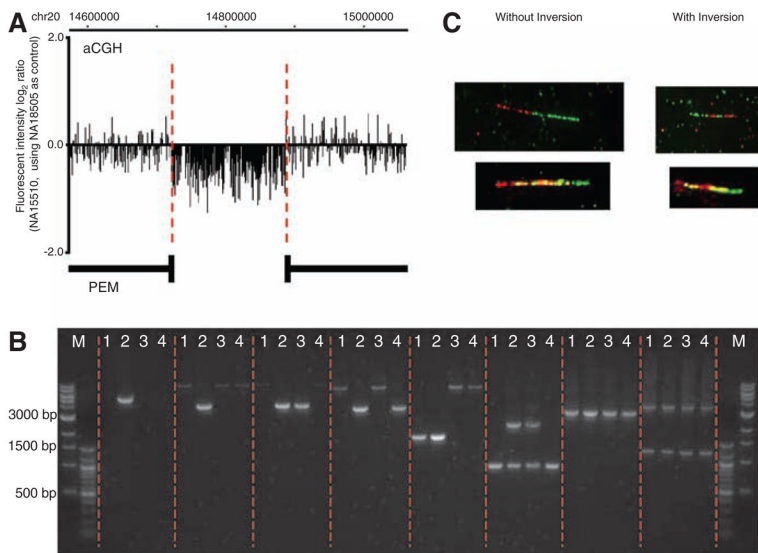 A
chr20 14600000 14800000 15000000
aCGH
2.0
0.0
-2.0
Fluorescent intensity log2 ratio
(NA15510, using NA18505 as control)
PEM
C
Without Inversion With Inversion
B
M 1 2 3 4 1 2 3 4 1 2 3 4 1 2 3 4 1 2 3 4 1 2 3 4 1 2 3 4 1 2 3 4 M
3000 bp
1500 bp
500 bp